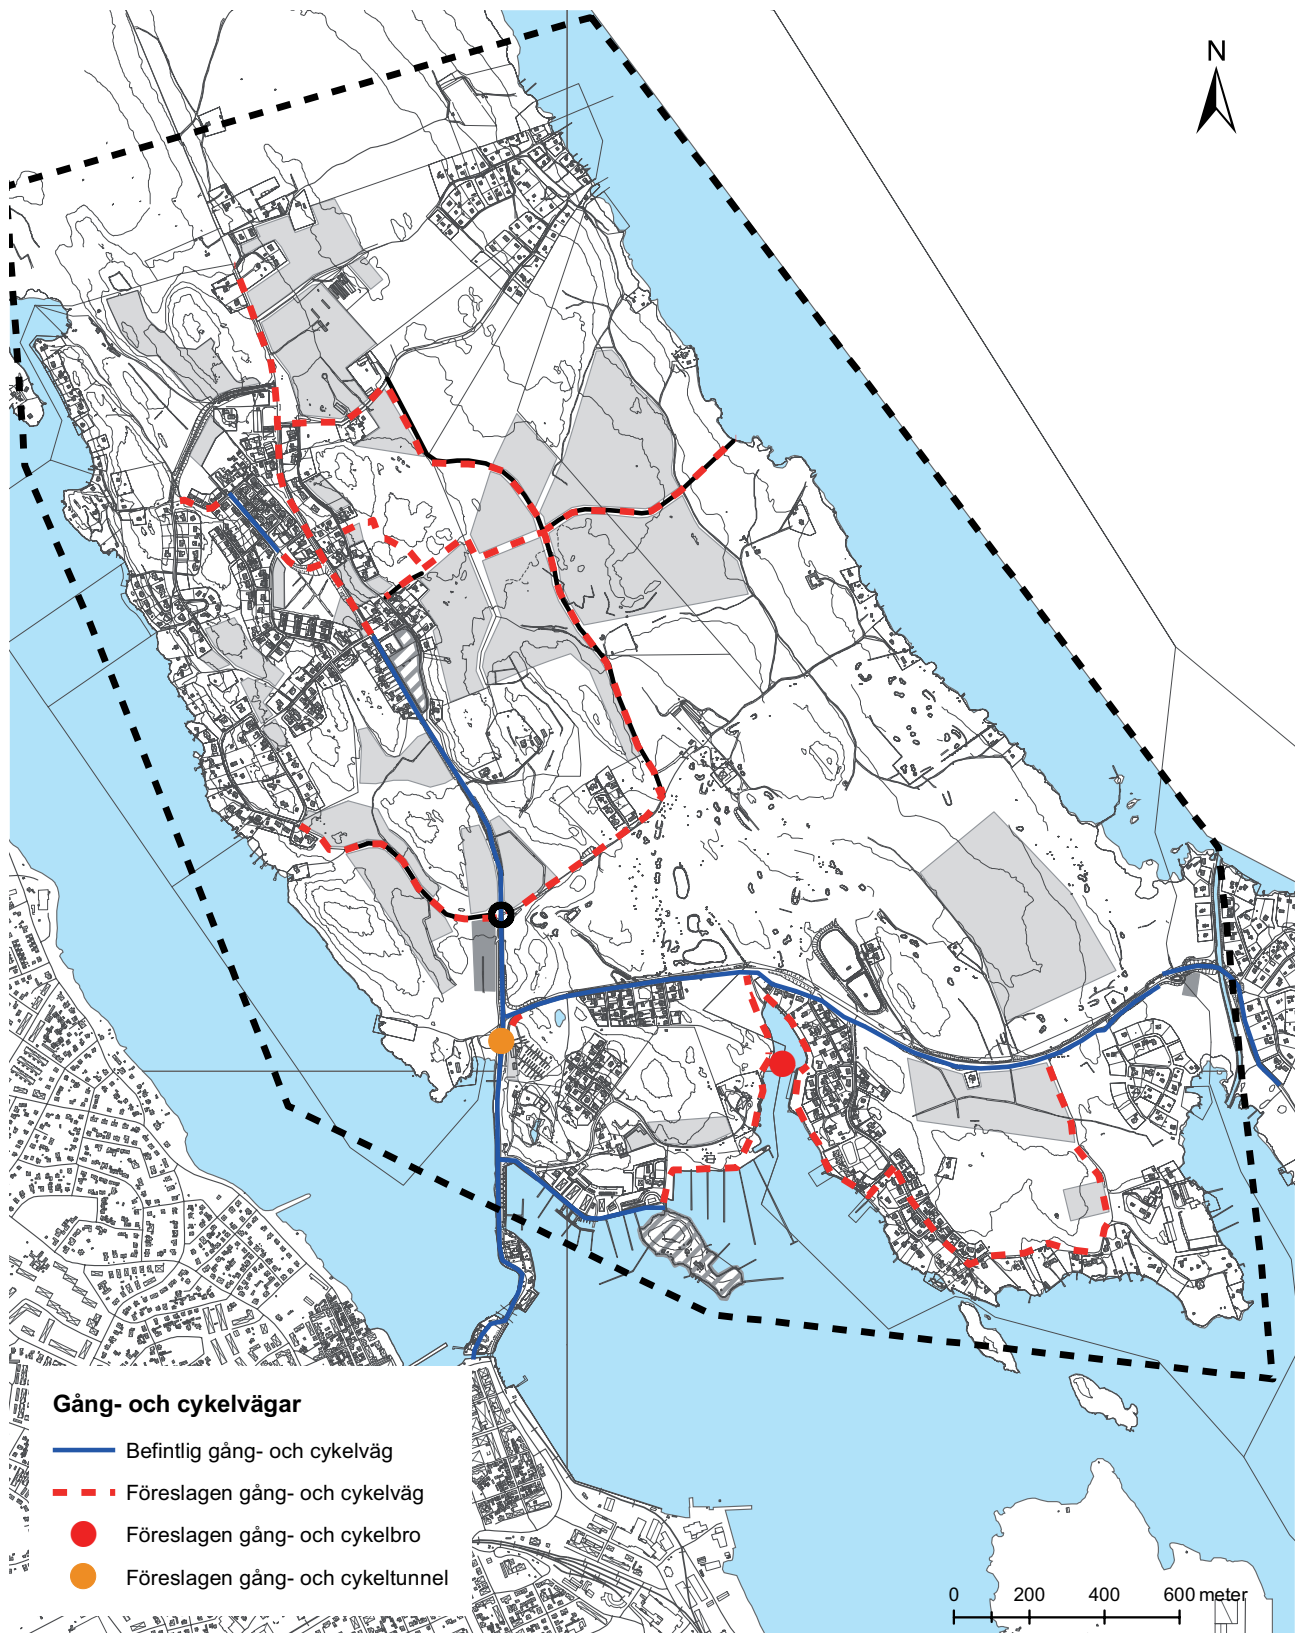 N
Gång- och cykelvägar
Befintlig gång- och cykelväg
Föreslagen gång- och cykelväg
Föreslagen gång- och cykelbro
Föreslagen gång- och cykeltunnel
0 200 400 600 meter